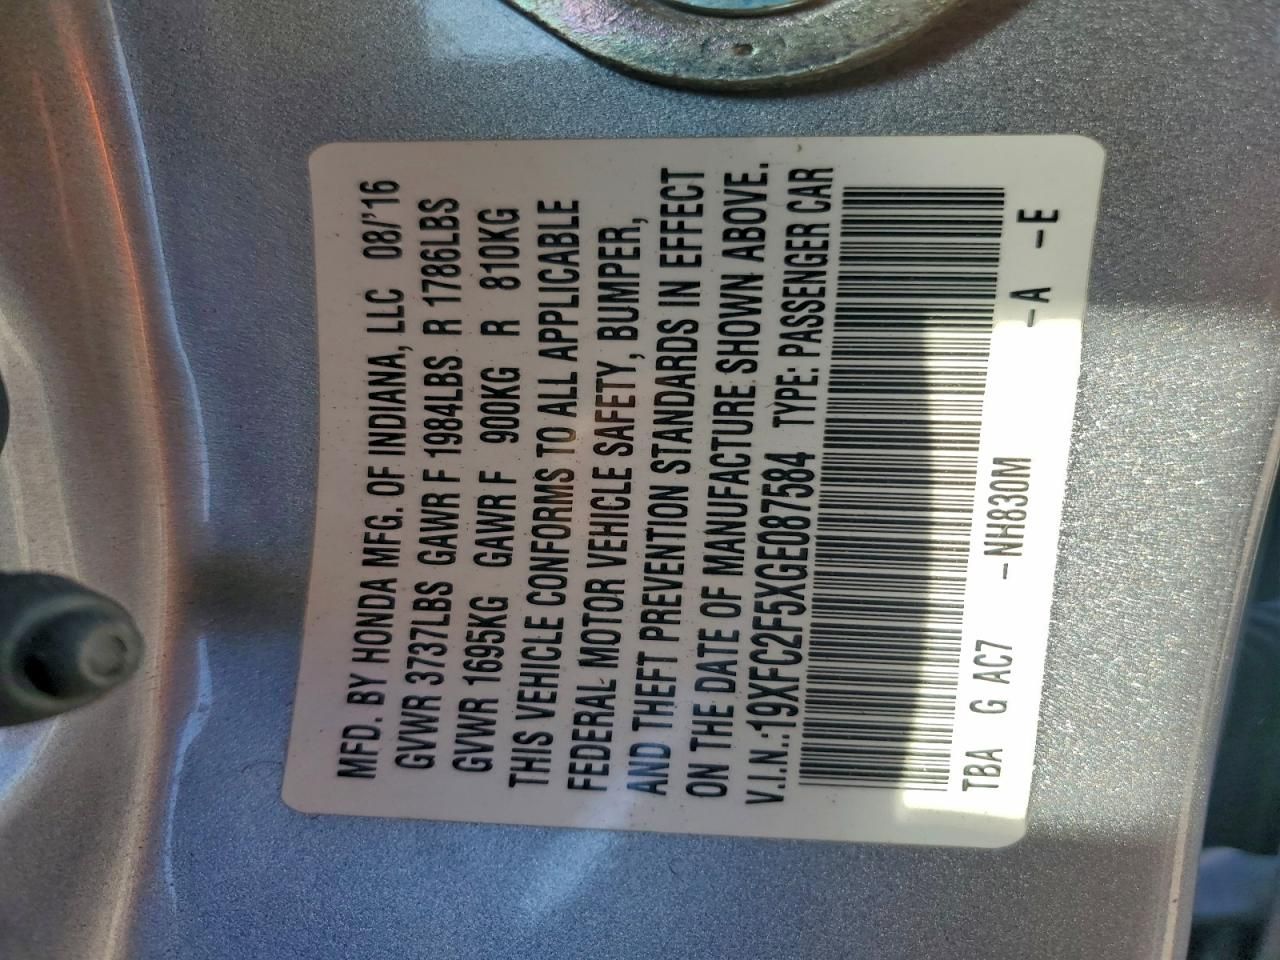 MFD. BY HONDA MFG. OF INDIANA, LLC 08/'16
GVWR 3737LBS GAWR F 1984LBS R 1786LBS
GVWR 1695KG GAWR F 900KG R 810KG
THIS VEHICLE CONFORMS TO ALL APPLICABLE
FEDERAL MOTOR VEHICLE SAFETY, BUMPER,
AND THEFT PREVENTION STANDARDS IN EFFECT
ON THE DATE OF MANUFACTURE SHOWN ABOVE.
V.I.N.:19XFC2F5XGE087584 TYPE: PASSENGER CAR
TBA G AC7 -NH830M -A -E